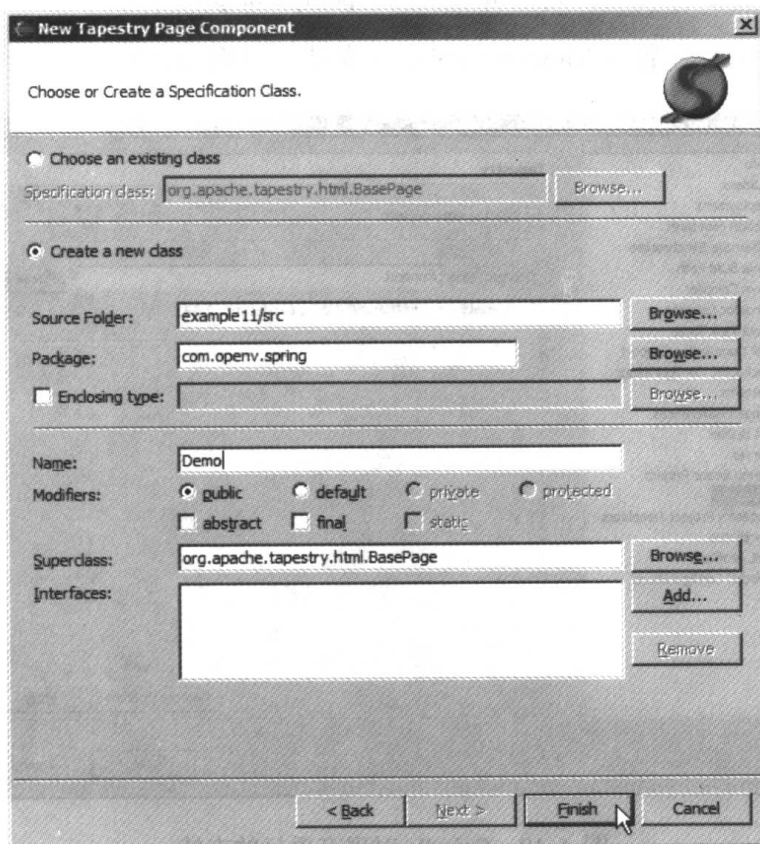 New Tapestry Page Component
Choose or Create a Specification Class.
Choose an existing class
Specification class: org.apache.tapestry.html.BasePage Browse...
Create a new class
Source Folder: example11/src Browse...
Package: com.openv.spring Browse...
Enclosing type: Browse...
Name: Demo
Modifiers: public default private protected
abstract final static
Superclass: org.apache.tapestry.html.BasePage Browse...
Interfaces: Add...
Remove
< Back Next > Finish Cancel